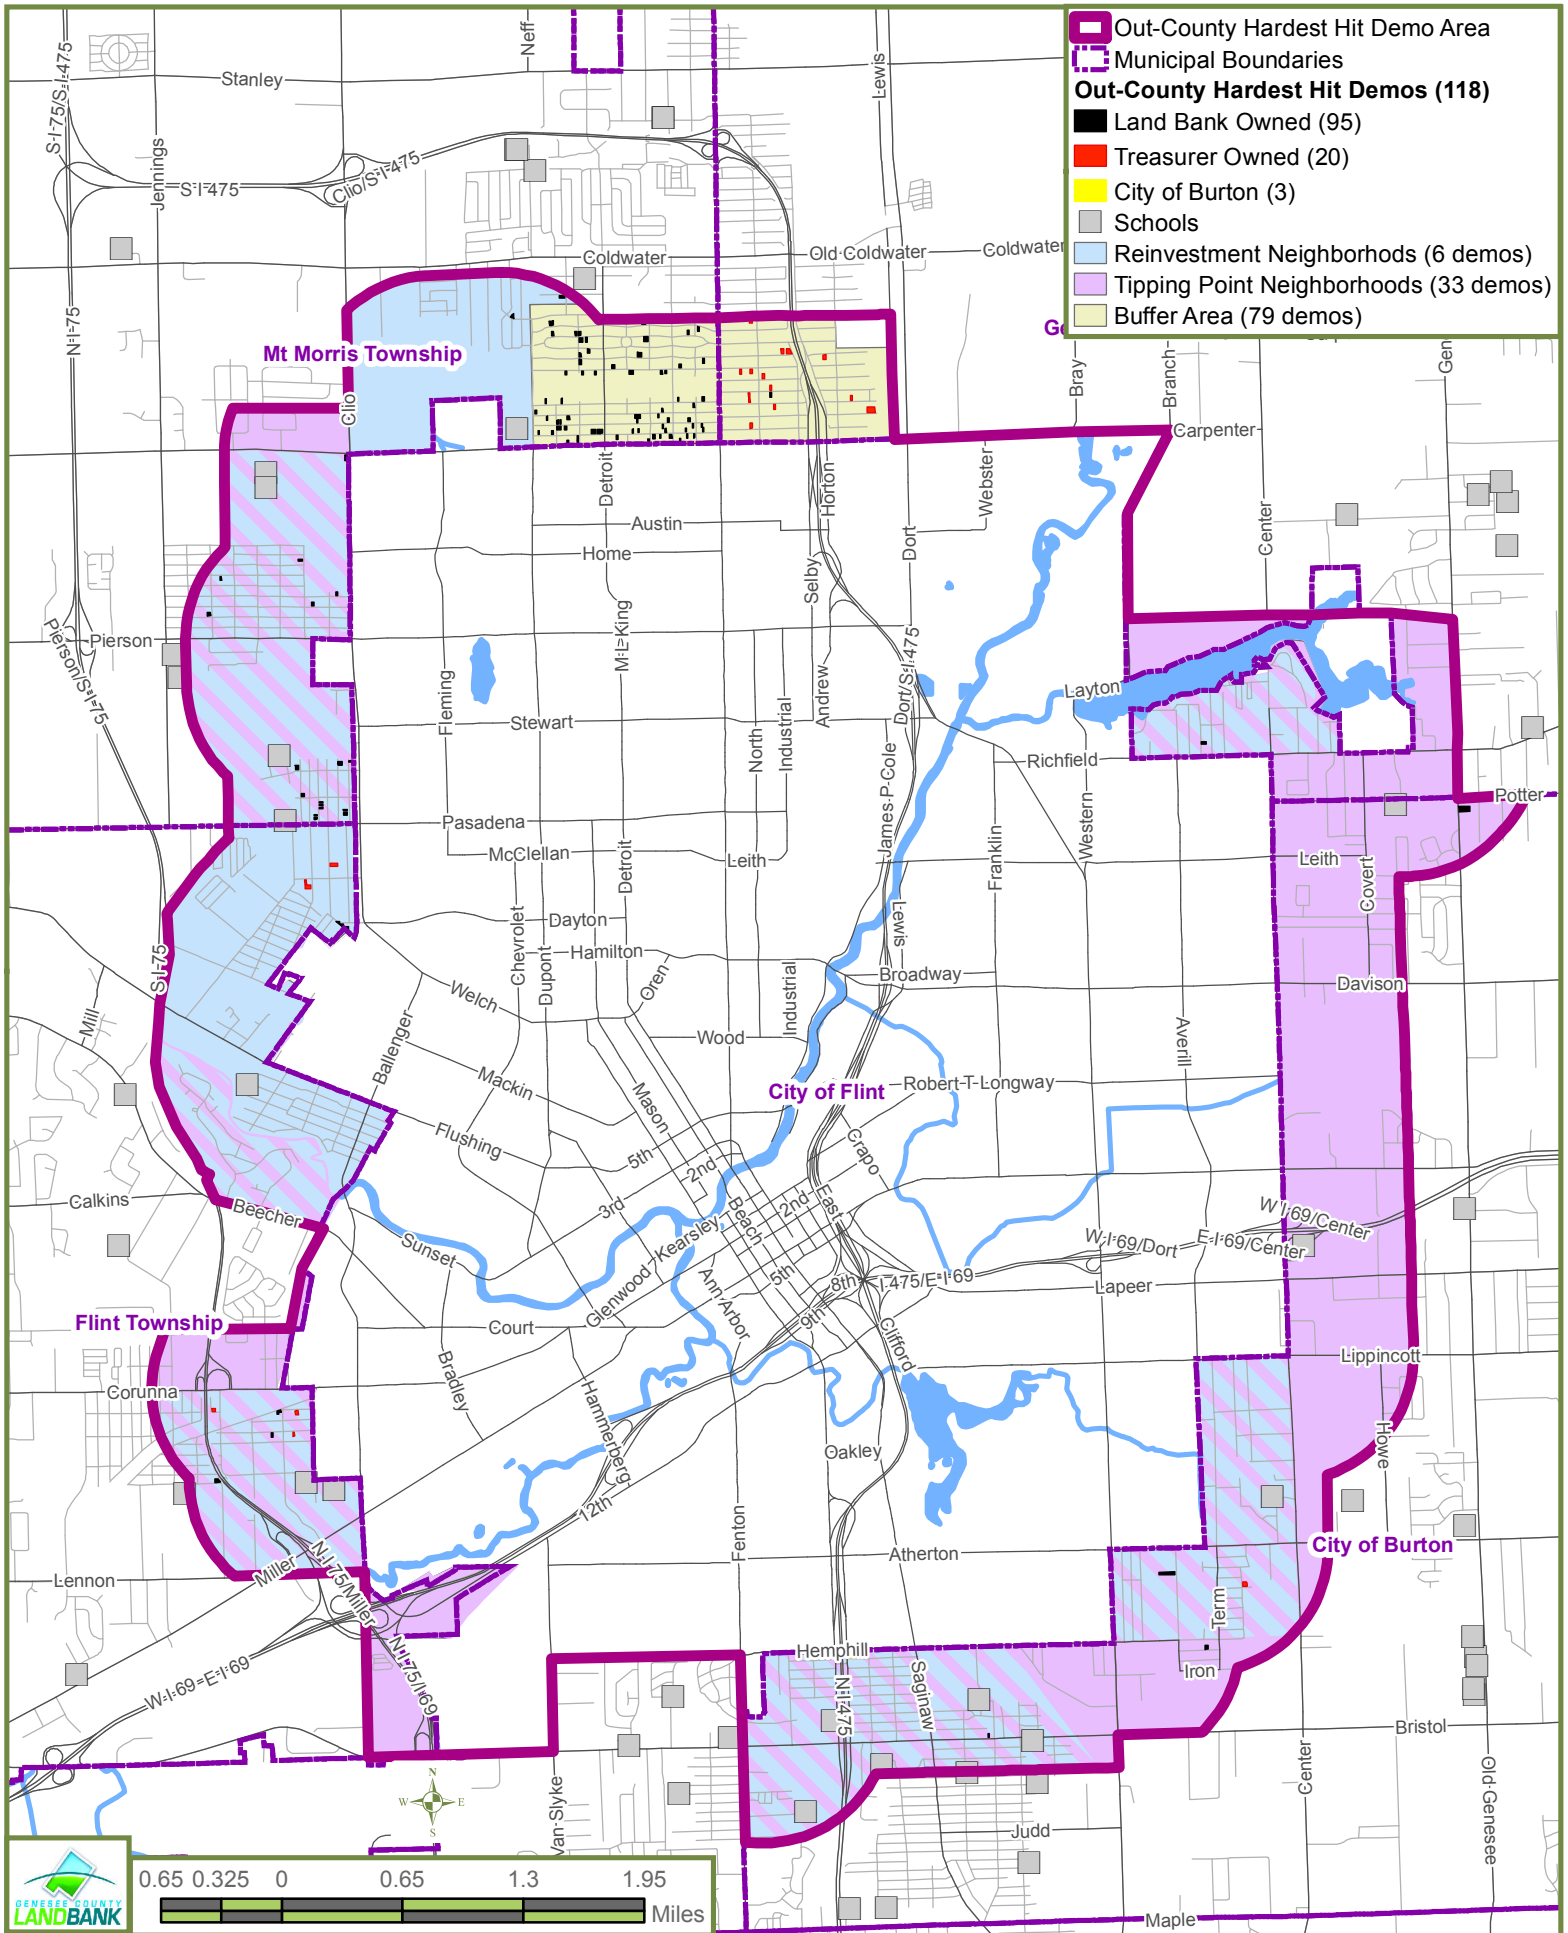 Out-County Hardest Hit Demo Area
Municipal Boundaries
Out-County Hardest Hit Demos (118)
Land Bank Owned (95)
Treasurer Owned (20)
City of Burton (3)
Schools
Reinvestment Neighborhods (6 demos)
Tipping Point Neighborhoods (33 demos)
Buffer Area (79 demos)
Neff
Lewis
S-I-75/S-I-475
Stanley
Jennings
S-I-475
Clio/S-I-475
Coldwater
Old-Coldwater
Coldwater
N-I-75
Ge
Gen
Mt Morris Township
Bray
Branch
Clio
Carpenter
Detroit
Horton
Webster
Center
Austin
Home
Dort
Selby
M-L-King
Pierson
Pierson/S-I-75
Fleming
Andrew
Dort/S-I-475
Layton
Stewart
North
Industrial
James-P-Cole
Richfield
Western
Potter
Pasadena
McClellan
Detroit
Leith
Franklin
Leith
Covert
Chevrolet
Dayton
Lewis
Hamilton
Dupont
Oren
Broadway
Davison
S-I-75
Welch
Industrial
Mill
Wood
Averill
Ballenger
Mackin
Mason
City of Flint
Robert-T-Longway
Flushing
5th
Crapo
2nd
Calkins
Beecher
3rd
Beach
2nd
East
W-I-69/Center
Sunset
Kearsley
W-I-69/Dort
E-I-69/Center
Glenwood
Ann-Arbor
5th
8th
I-475/E-I-69
Lapeer
9th
Flint Township
Court
Clifford
Lippincott
Bradley
Corunna
Hammerberg
Howe
Oakley
12th
Fenton
City of Burton
Atherton
Lennon
Miller
N-I-75/Miller
Term
Hemphill
Iron
N-I-75/I-69
W-I-69
E-I-69
N-I-475
Saginaw
Bristol
Center
Old-Genesee
N
W
E
S
Van-Slyke
Judd
GENESEE COUNTY
LANDBANK
0.65 0.325 0 0.65 1.3 1.95
Miles
Maple